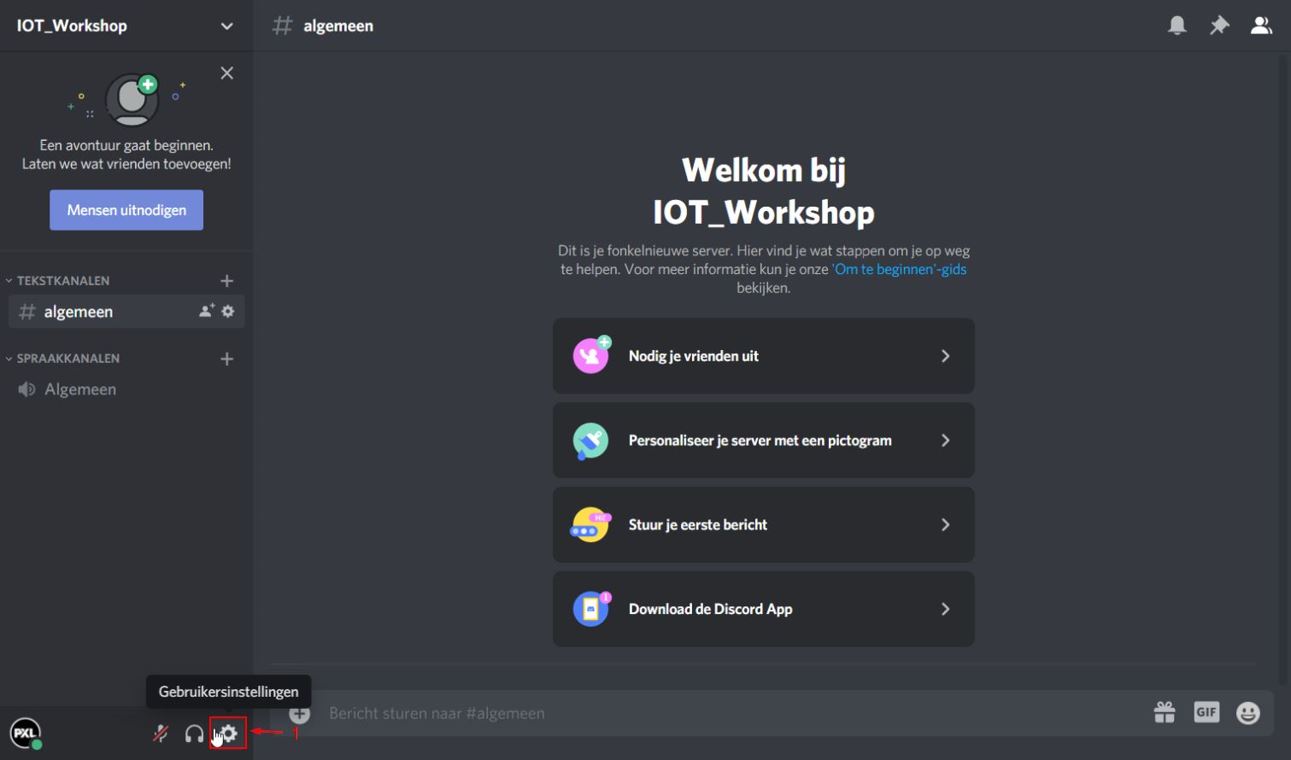 IOT_Workshop
Een avontuur gaat beginnen.
Laten we wat vrienden toevoegen!
Mensen uitnodigen
TEKSTKANALEN
# algemeen
SPRAAKKANALEN
Algemeen
Gebruikersinstellingen
PXL
1
# algemeen
Welkom bij
IOT_Workshop
Dit is je fonkelnieuwe server. Hier vind je wat stappen om je op weg
te helpen. Voor meer informatie kun je onze 'Om te beginnen'-gids
bekijken.
Nodig je vrienden uit
Personaliseer je server met een pictogram
Stuur je eerste bericht
Download de Discord App
Bericht sturen naar #algemeen
GIF